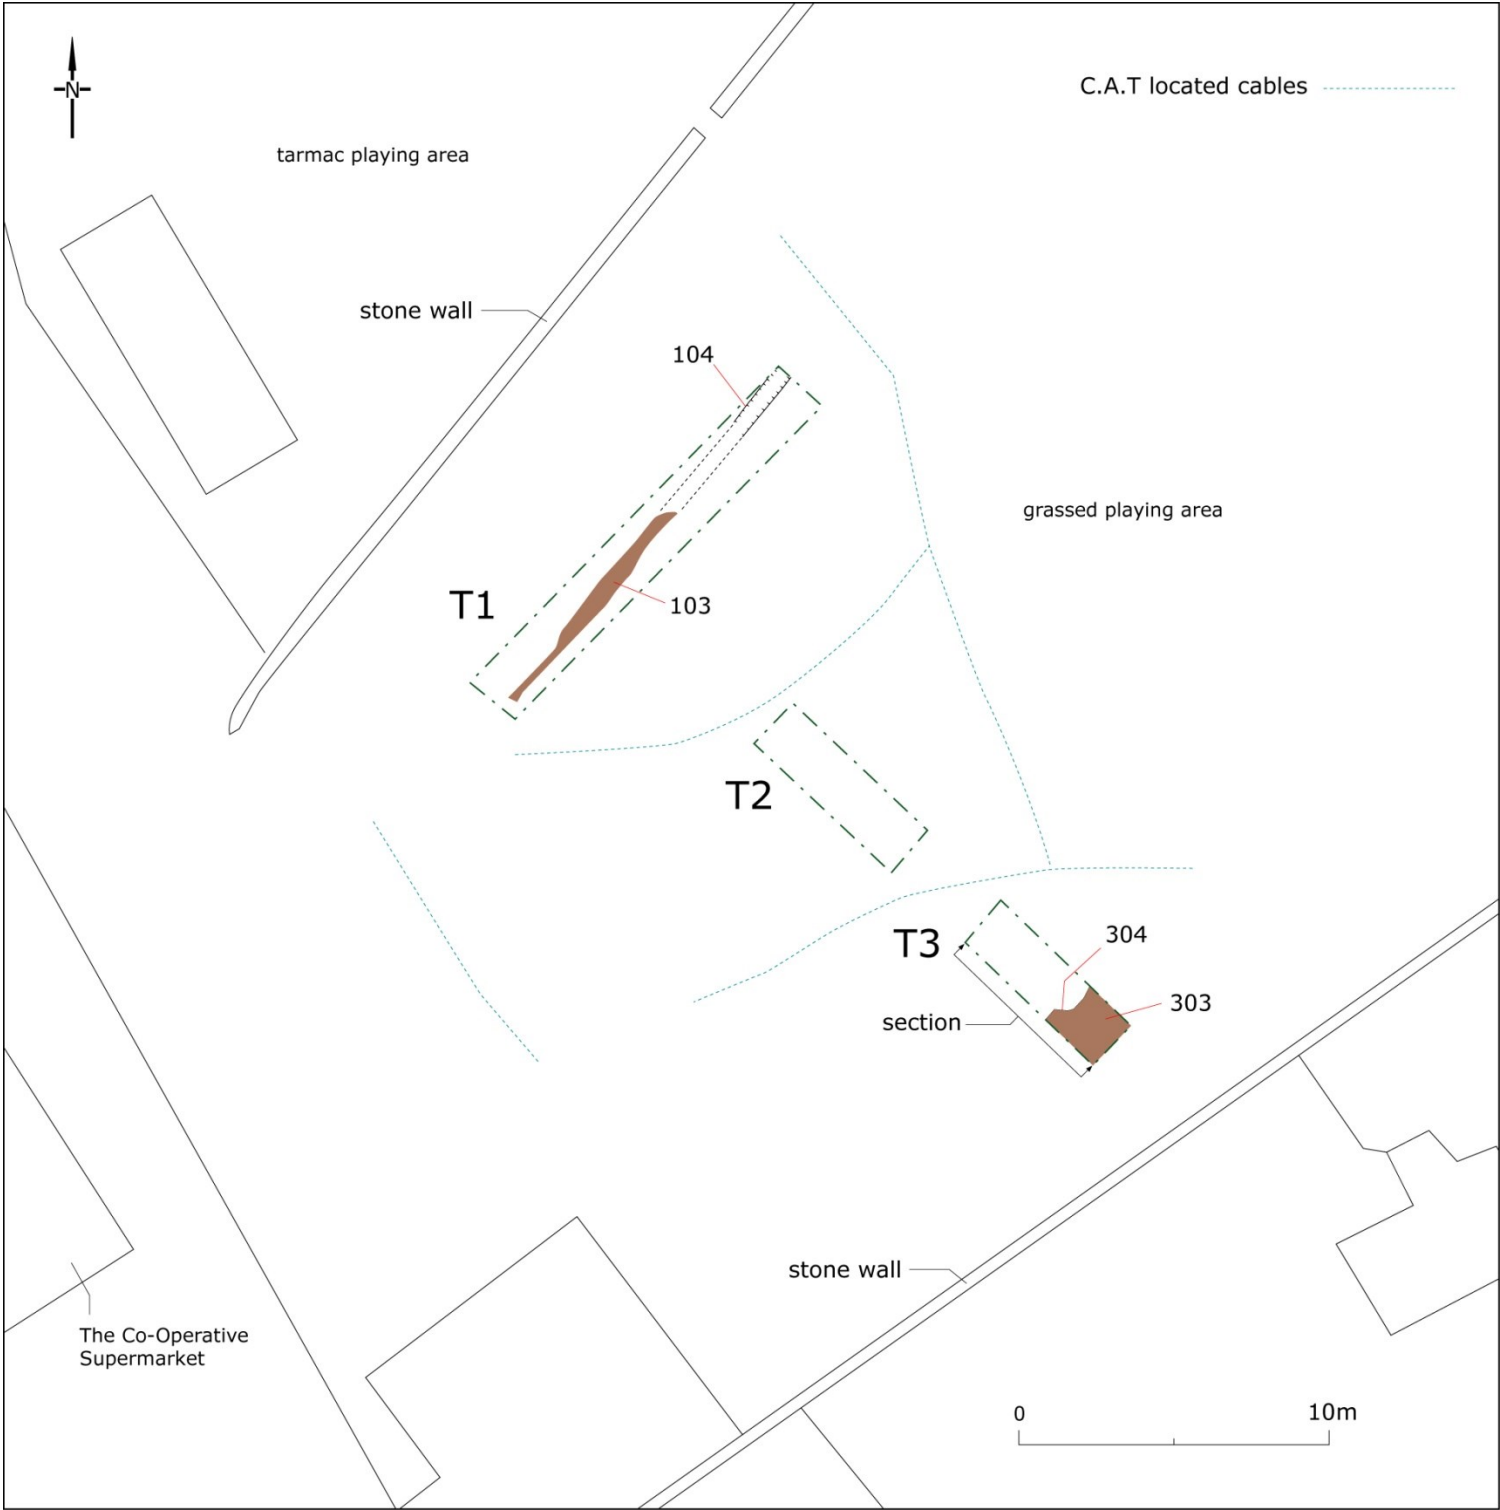 N
C.A.T located cables
tarmac playing area
stone wall
104
grassed playing area
T1
103
T2
T3
304
303
section
stone wall
The Co-Operative
Supermarket
0
10m